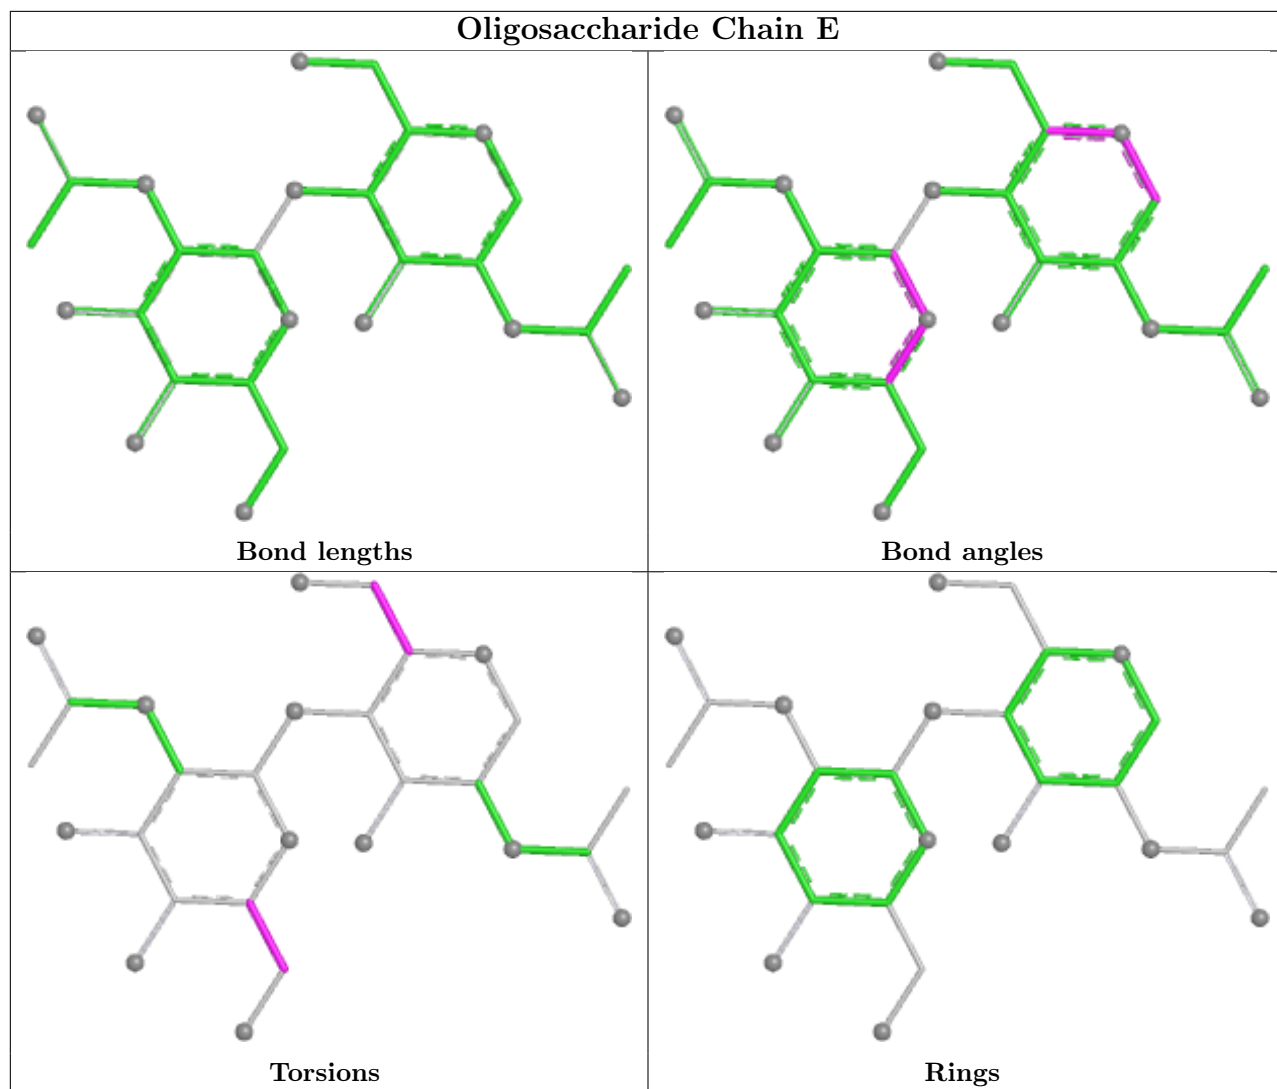 Oligosaccharide Chain E
Bond lengths
Bond angles
Torsions
Rings